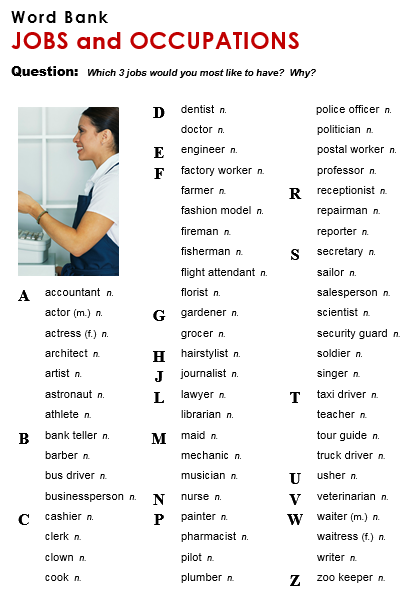 Word Bank
JOBS and OCCUPATIONS
Question: Which 3 jobs would you most like to have? Why?
A accountant n.
actor (m.) n.
actress (f.) n.
architect n.
artist n.
astronaut n.
athlete n.
B bank teller n.
barber n.
bus driver n.
businessperson n.
C cashier n.
clerk n.
clown n.
cook n.
D dentist n.
doctor n.
E engineer n.
F factory worker n.
farmer n.
fashion model n.
fireman n.
fisherman n.
flight attendant n.
florist n.
G gardener n.
grocer n.
H hairstylist n.
J journalist n.
L lawyer n.
librarian n.
M maid n.
mechanic n.
musician n.
N nurse n.
P painter n.
pharmacist n.
pilot n.
plumber n.
police officer n.
politician n.
postal worker n.
professor n.
R receptionist n.
repairman n.
reporter n.
S secretary n.
sailor n.
salesperson n.
scientist n.
security guard n.
soldier n.
singer n.
T taxi driver n.
teacher n.
tour guide n.
truck driver n.
U usher n.
V veterinarian n.
W waiter (m.) n.
waitress (f.) n.
writer n.
Z zoo keeper n.